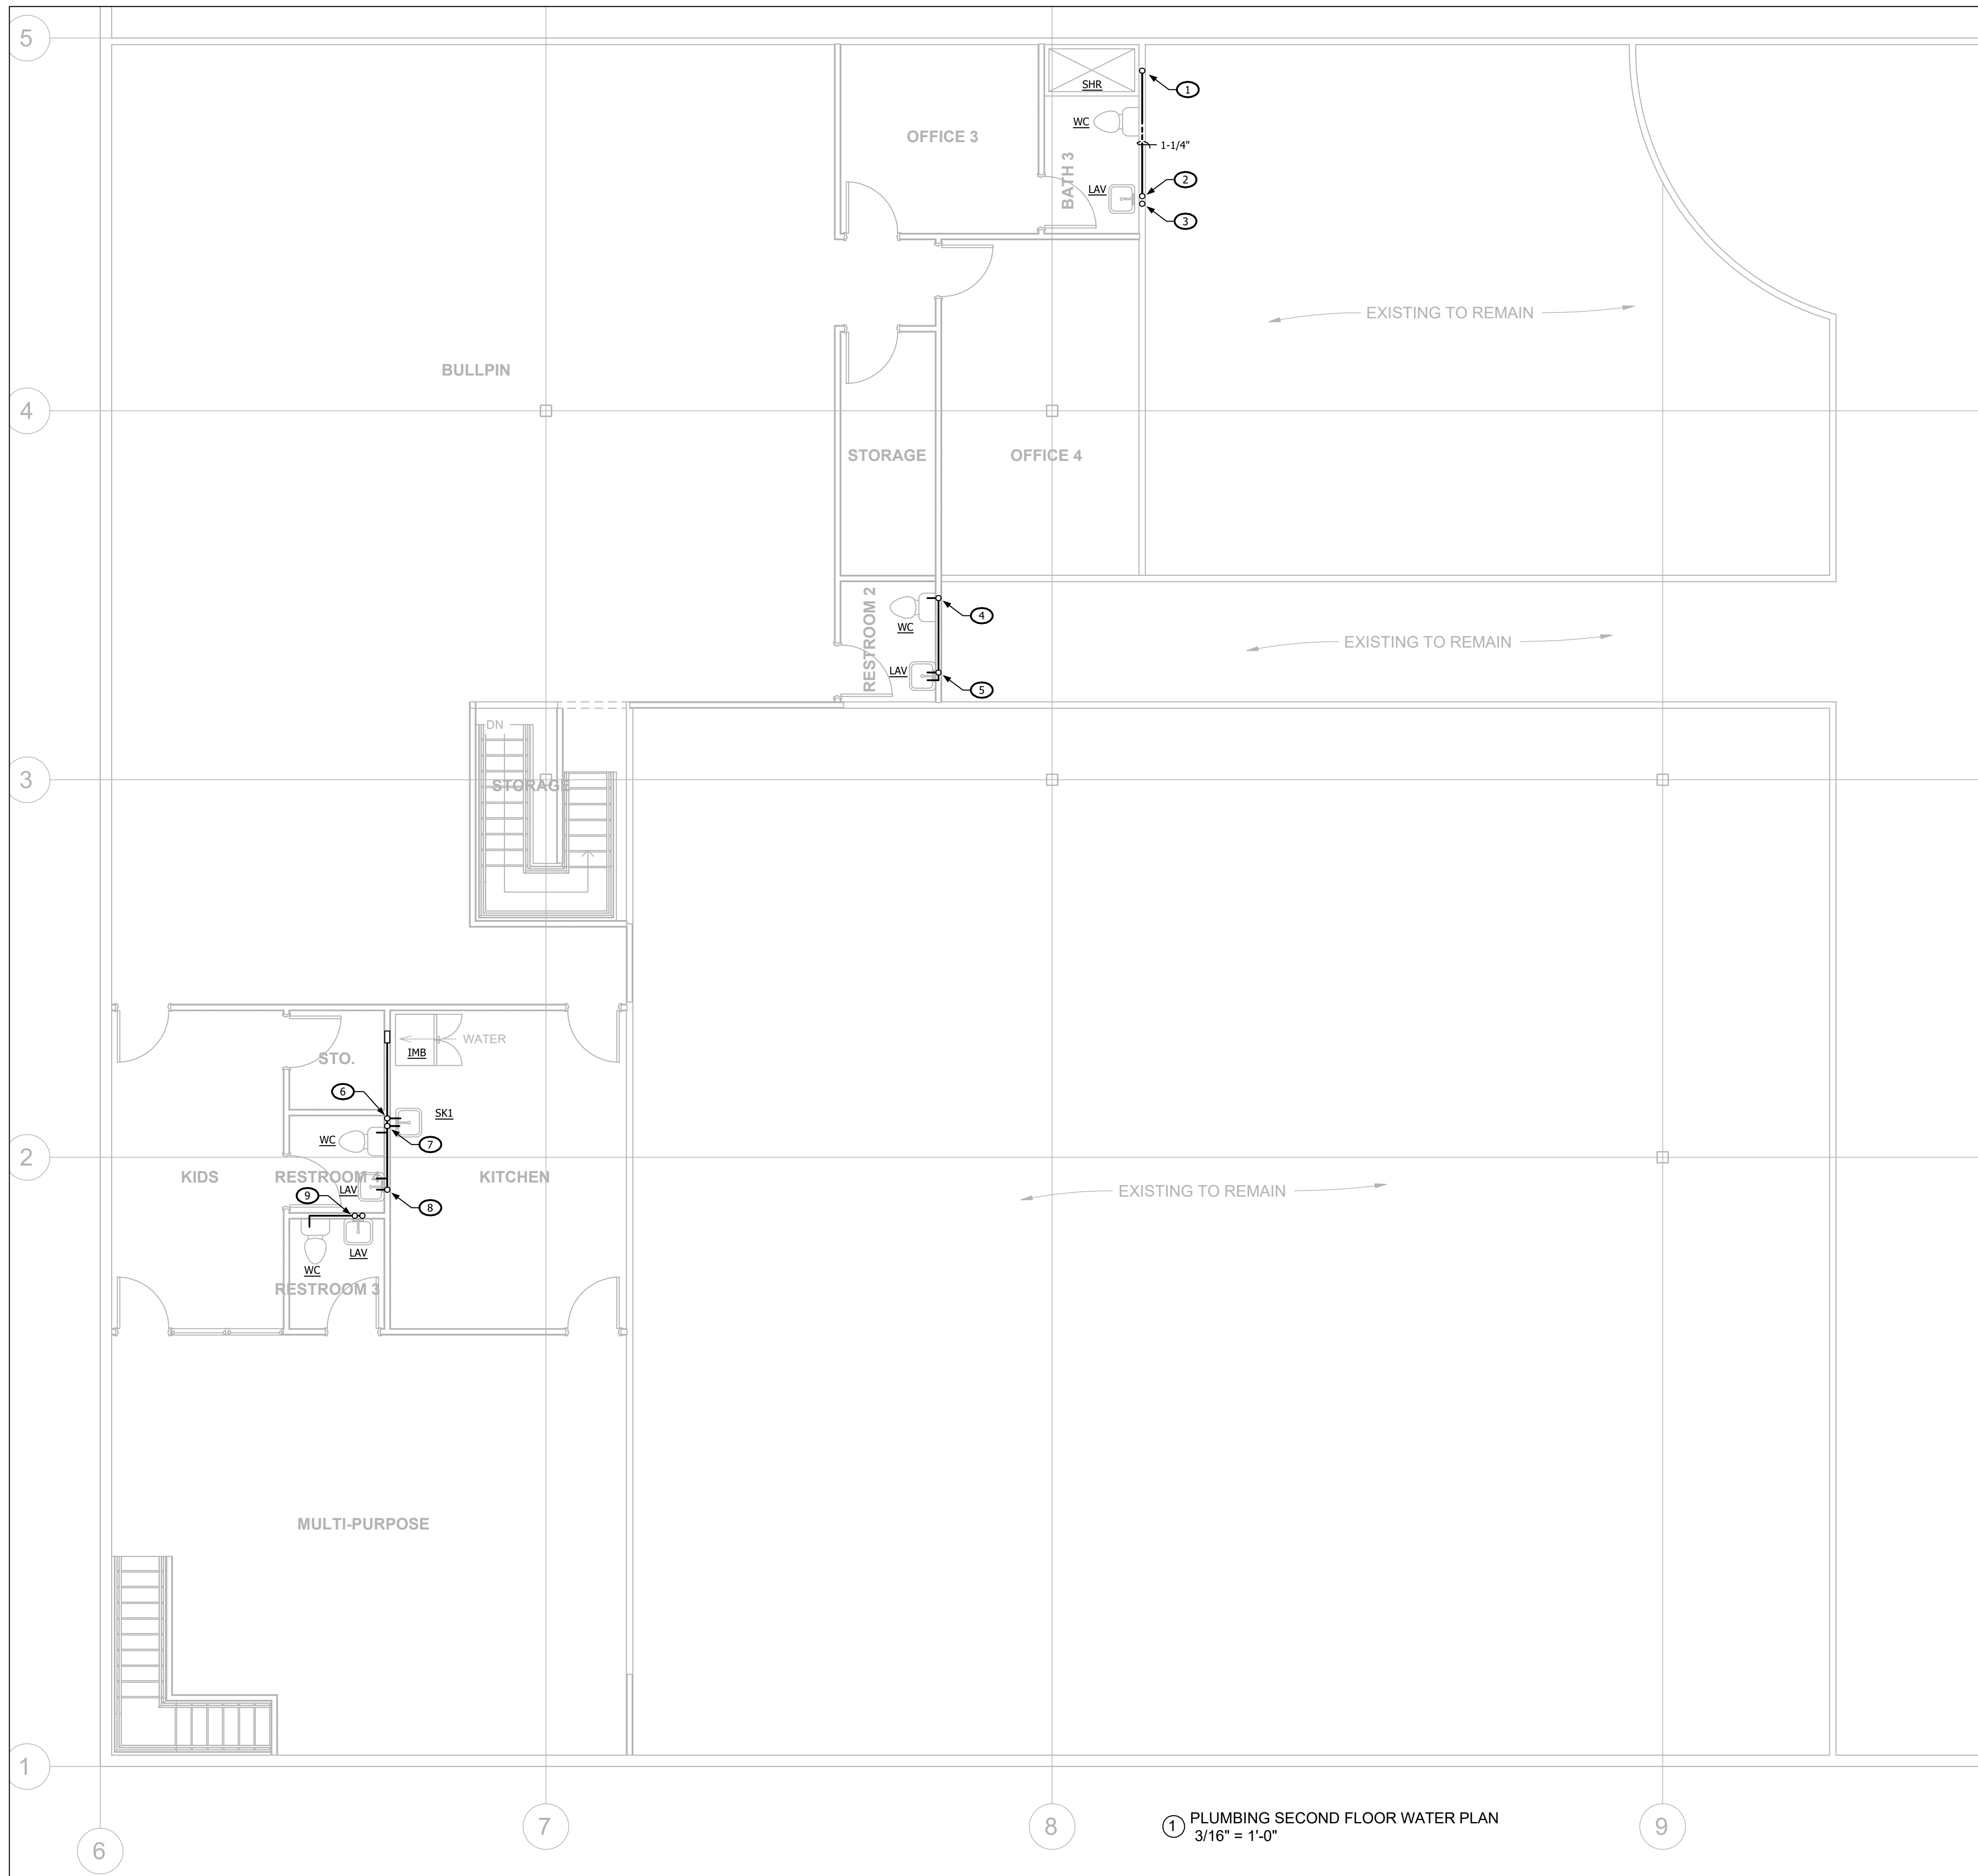 5
SHR
1
WC
OFFICE 3
1-1/4"
BATH 3
2
LAV
3
EXISTING TO REMAIN
BULLPIN
4
STORAGE
OFFICE 4
RESTROOM 2
4
WC
EXISTING TO REMAIN
LAV
5
DN
3
STORAGE
WATER
IMB
STO.
6
SK1
WC
7
2
KIDS
RESTROOM 4
KITCHEN
LAV
9
8
EXISTING TO REMAIN
LAV
WC
RESTROOM 3
MULTI-PURPOSE
1
1 PLUMBING SECOND FLOOR WATER PLAN
3/16" = 1'-0"
6
7
8
9